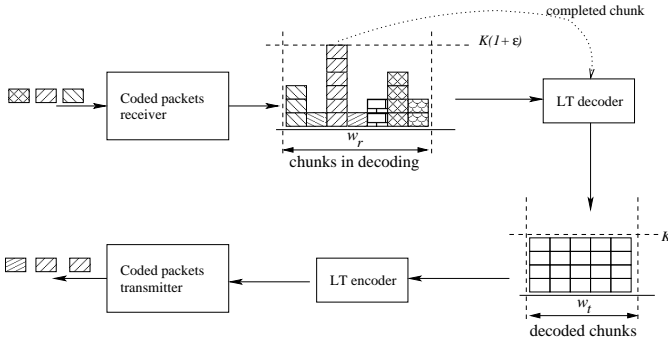 completed chunk
K(1+ε)
Coded packets
receiver
LT decoder
w_r
chunks in decoding
K
Coded packets
transmitter
LT encoder
w_t
decoded chunks